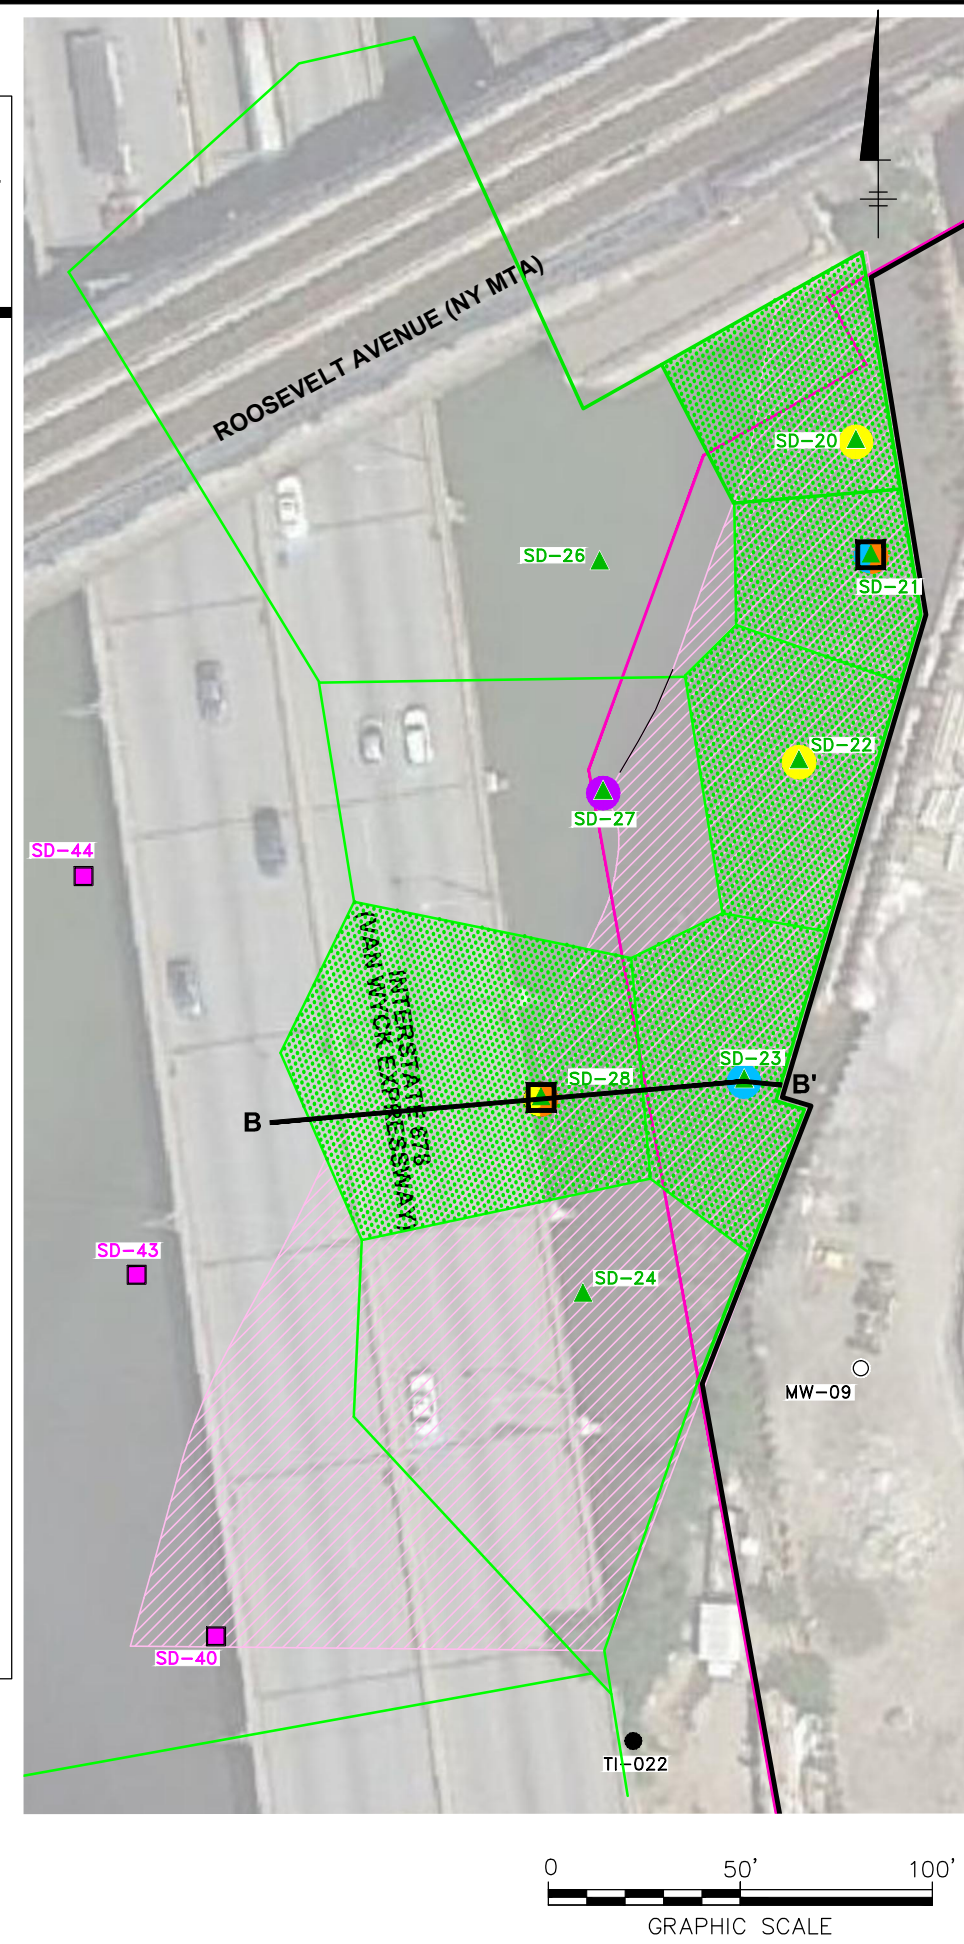 ROOSEVELT AVENUE (NY MTA)
SD-20
SD-26
SD-21
SD-22
SD-27
SD-44
INTERSTATE 678
(VAN WYCK EXPRESSWAY)
SD-23
SD-28
B'
B
SD-43
SD-24
MW-09
SD-40
TI-022
0 50' 100'
GRAPHIC SCALE